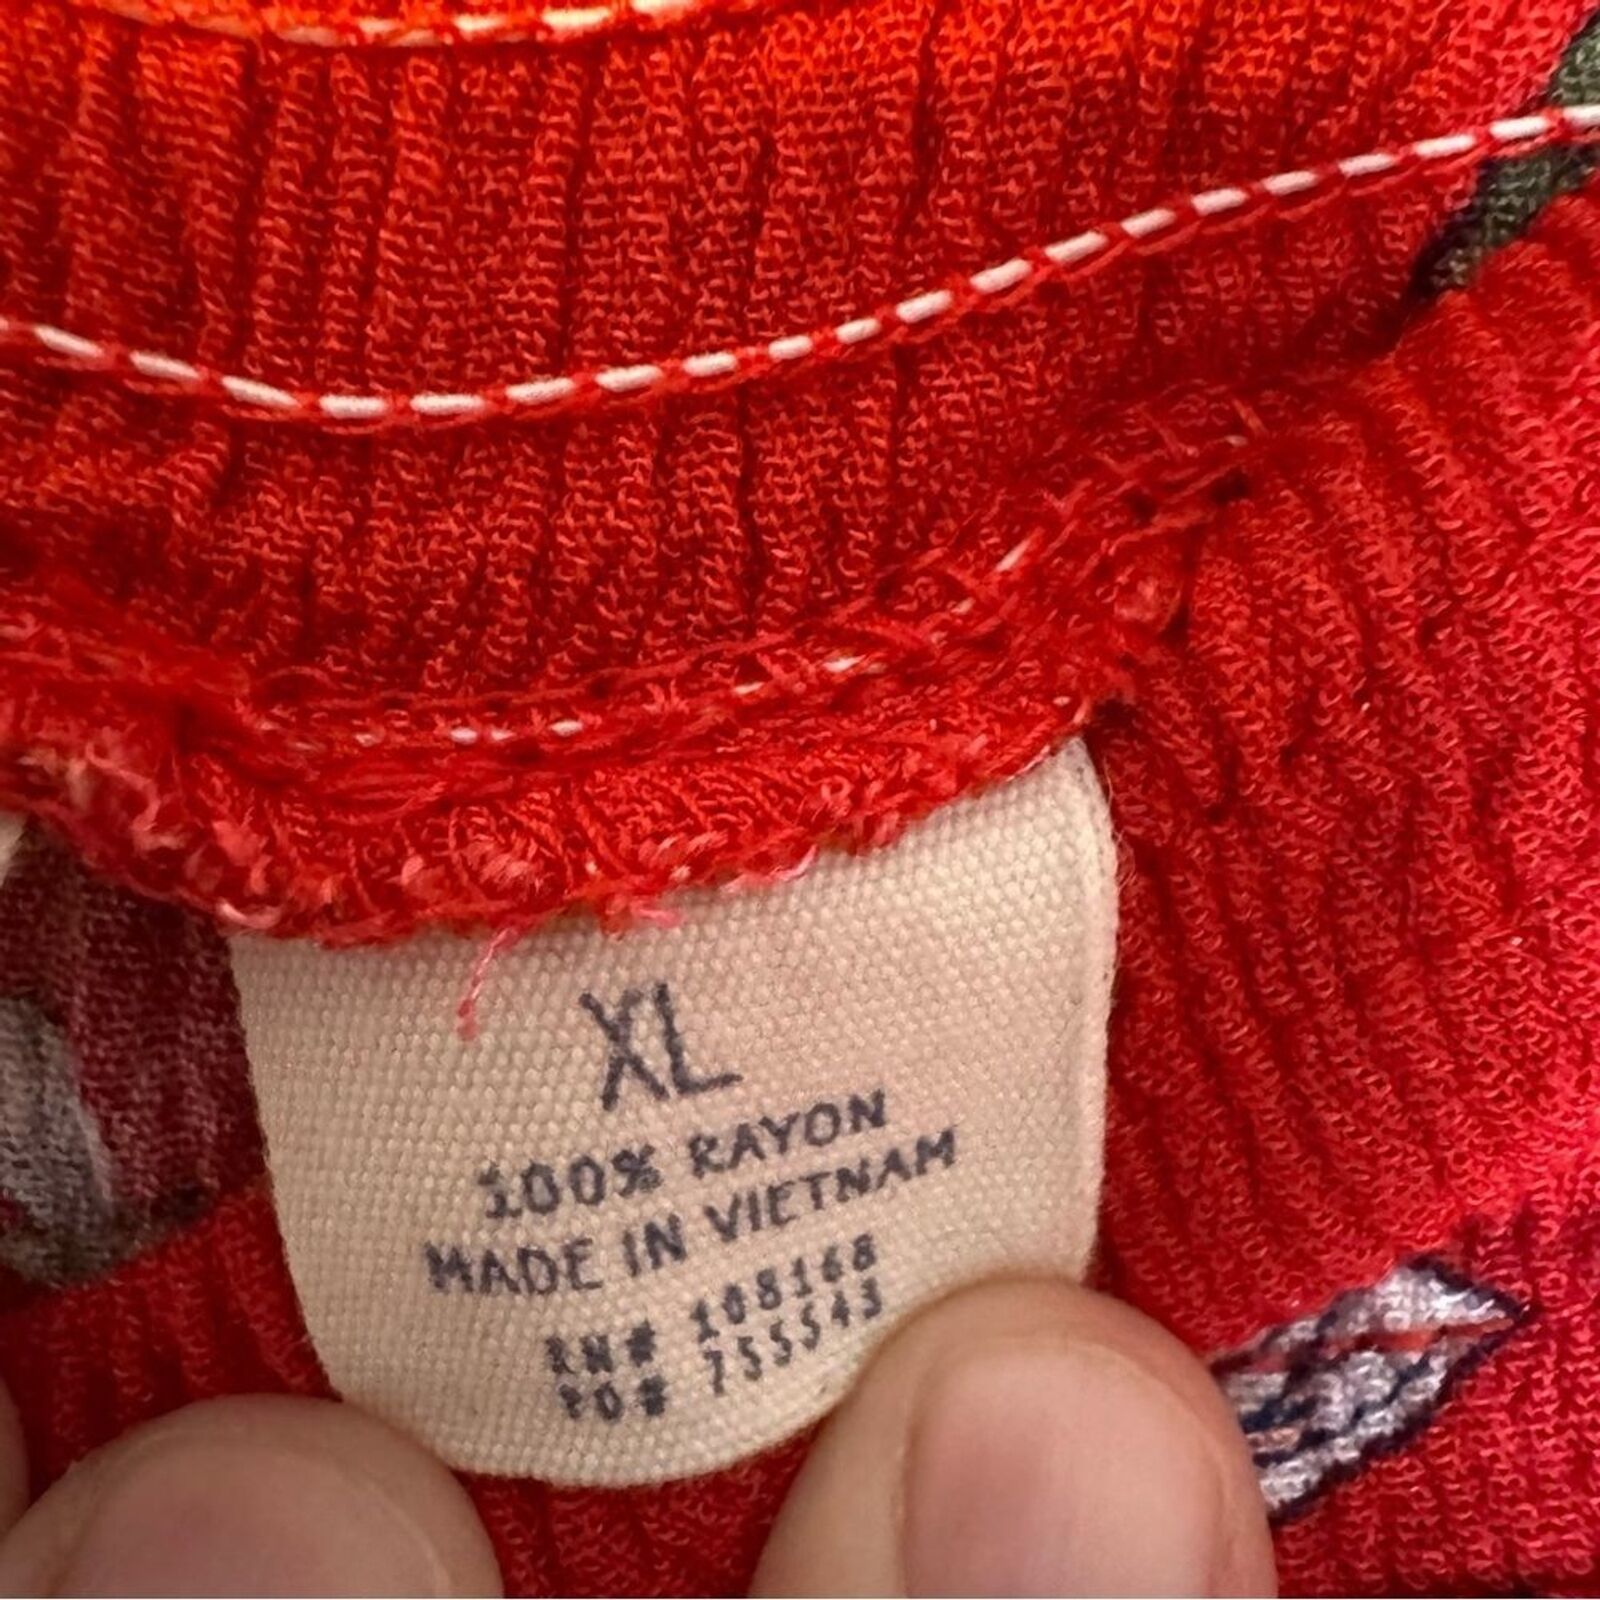 XL
100% RAYON
MADE IN VIETNAM
RN# 108168
PO# 755543